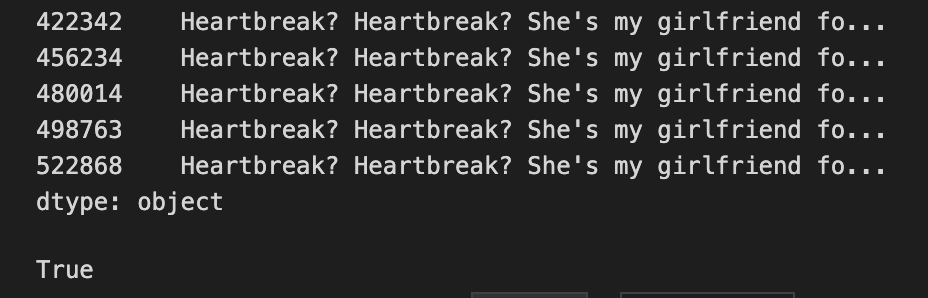 422342    Heartbreak? Heartbreak? She's my girlfriend fo...
456234    Heartbreak? Heartbreak? She's my girlfriend fo...
480014    Heartbreak? Heartbreak? She's my girlfriend fo...
498763    Heartbreak? Heartbreak? She's my girlfriend fo...
522868    Heartbreak? Heartbreak? She's my girlfriend fo...
dtype: object
True